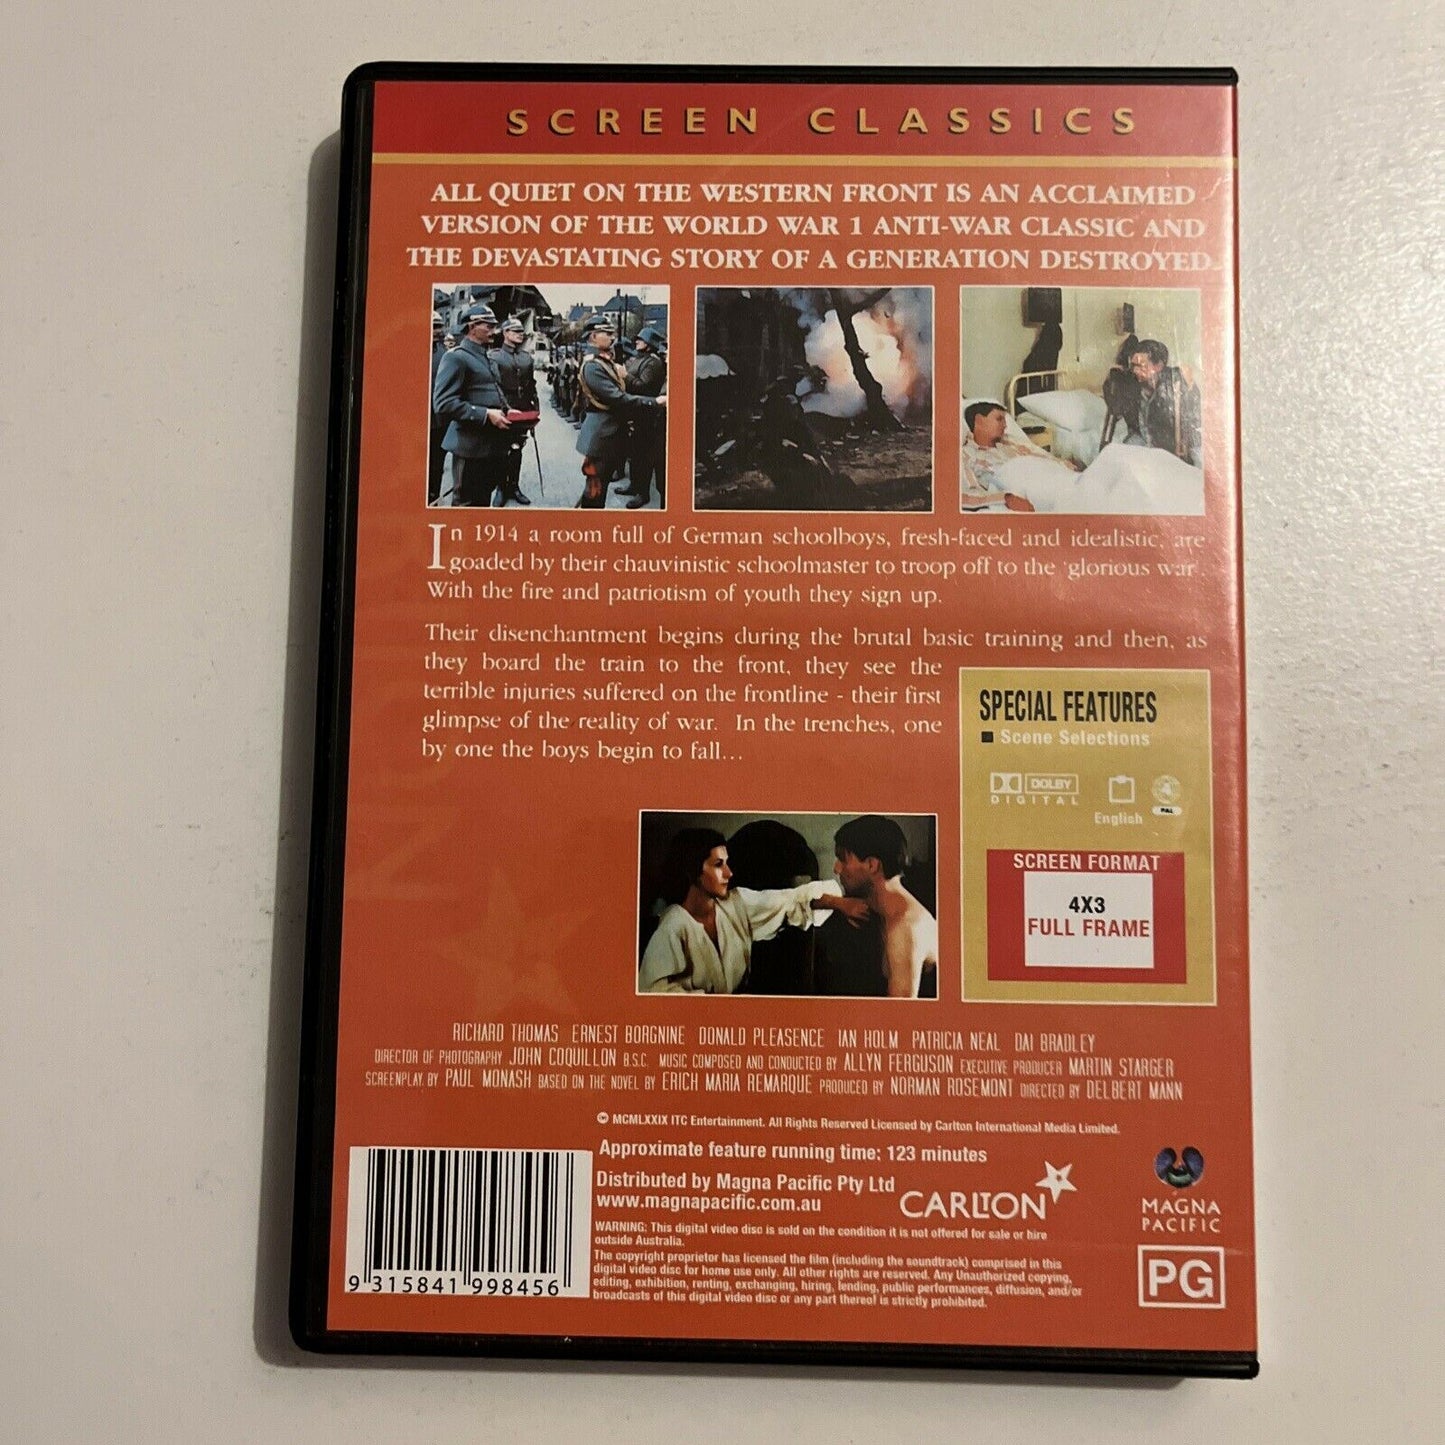 SCREEN CLASSICS
ALL QUIET ON THE WESTERN FRONT IS AN ACCLAIMED
VERSION OF THE WORLD WAR 1 ANTI-WAR CLASSIC AND
THE DEVASTATING STORY OF A GENERATION DESTROYED.
In 1914 a room full of German schoolboys, fresh-faced and idealistic, are
goaded by their chauvinistic schoolmaster to troop off to the 'glorious war'.
With the fire and patriotism of youth they sign up.
Their disenchantment begins during the brutal basic training and then, as
they board the train to the front, they see the
terrible injuries suffered on the frontline - their first
glimpse of the reality of war. In the trenches, one
by one the boys begin to fall...
SPECIAL FEATURES
■ Scene Selections
DOLBY
DIGITAL
English
4
PAL
SCREEN FORMAT
4X3
FULL FRAME
RICHARD THOMAS ERNEST BORGNINE DONALD PLEASENCE IAN HOLM PATRICIA NEAL DAI BRADLEY
DIRECTOR OF PHOTOGRAPHY JOHN COQUILLON B.S.C. MUSIC COMPOSED AND CONDUCTED BY ALLYN FERGUSON EXECUTIVE PRODUCER MARTIN STARGER
SCREENPLAY BY PAUL MONASH BASED ON THE NOVEL BY ERICH MARIA REMARQUE PRODUCED BY NORMAN ROSEMONT DIRECTED BY DELBERT MANN
© MCMLXXIX ITC Entertainment. All Rights Reserved Licensed by Carlton International Media Limited.
Approximate feature running time: 123 minutes
Distributed by Magna Pacific Pty Ltd
www.magnapacific.com.au
CARLTON
MAGNA
PACIFIC
WARNING: This digital video disc is sold on the condition it is not offered for sale or hire
outside Australia.
The copyright proprietor has licensed the film (including the soundtrack) comprised in this
digital video disc for home use only. All other rights are reserved. Any Unauthorized copying,
editing, exhibition, renting, exchanging, hiring, lending, public performances, diffusion, and/or
broadcasts of this digital video disc or any part thereof is strictly prohibited.
PG
9 315841 998456